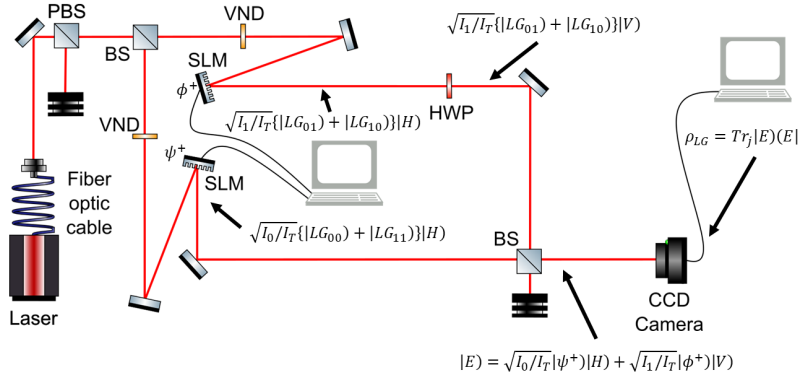 PBS
VND
BS
SLM
ϕ⁺
√I₁/I_T{|LG₀₁) + |LG₁₀)}|V)
HWP
√I₁/I_T{|LG₀₁) + |LG₁₀)}|H)
VND
ψ⁺
SLM
Fiber
optic
cable
√I₀/I_T{|LG₀₀) + |LG₁₁)}|H)
ρ_LG = Tr_j|E)(E|
BS
Laser
CCD
Camera
|E) = √I₀/I_T|ψ⁺)|H) + √I₁/I_T|ϕ⁺)|V)